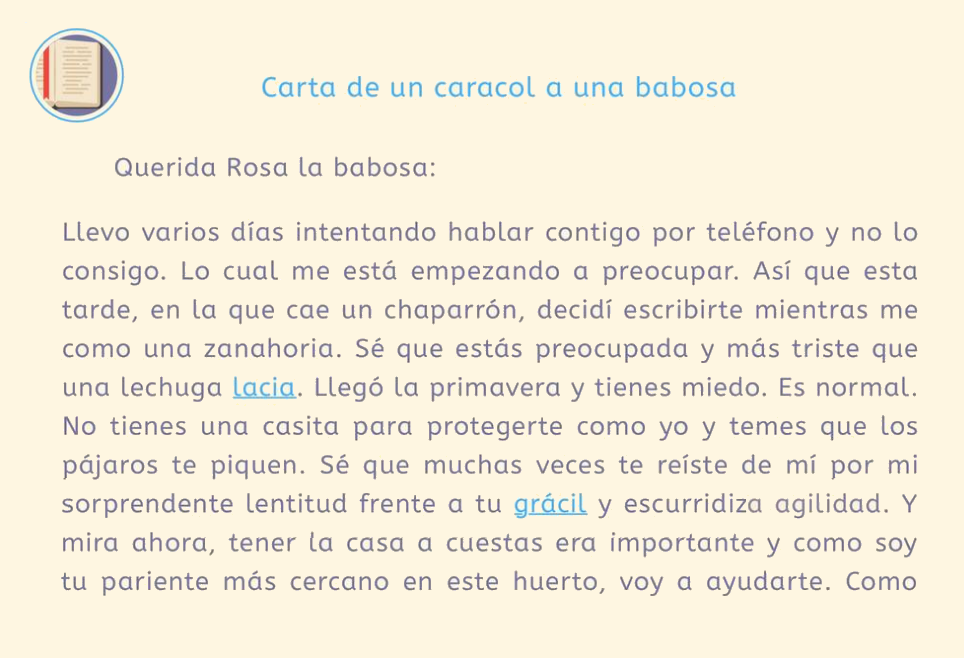 Carta de un caracol a una babosa
Querida Rosa la babosa:
Llevo varios días intentando hablar contigo por teléfono y no lo
consigo. Lo cual me está empezando a preocupar. Así que esta
tarde, en la que cae un chaparrón, decidí escribirte mientras me
como una zanahoria. Sé que estás preocupada y más triste que
una lechuga lacia. Llegó la primavera y tienes miedo. Es normal.
No tienes una casita para protegerte como yo y temes que los
pájaros te piquen. Sé que muchas veces te reíste de mí por mi
sorprendente lentitud frente a tu grácil y escurridiza agilidad. Y
mira ahora, tener la casa a cuestas era importante y como soy
tu pariente más cercano en este huerto, voy a ayudarte. Como